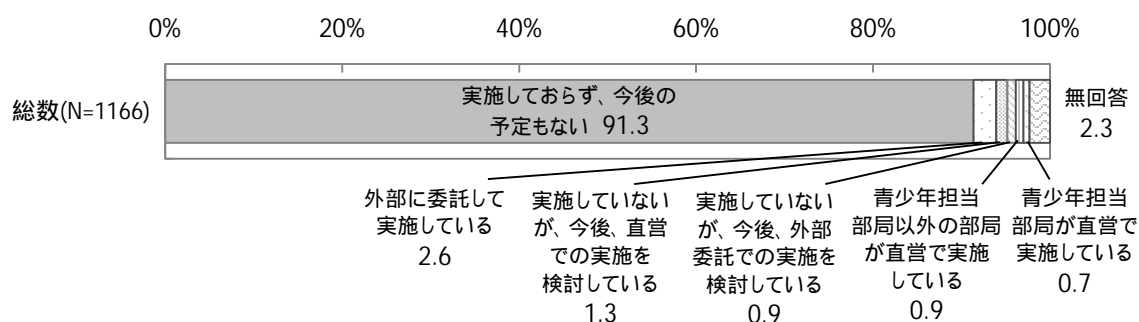 0%
20%
40%
60%
80%
100%
総数(N=1166)
実施しておらず、今後の
予定もない 91.3
無回答
2.3
外部に委託して
実施している
2.6
実施していない
が、今後、直営
での実施を
検討している
1.3
実施していない
が、今後、外部
委託での実施を
検討している
0.9
青少年担当
部局以外の部局
が直営で実施
している
0.9
青少年担当
部局が直営で
実施している
0.7